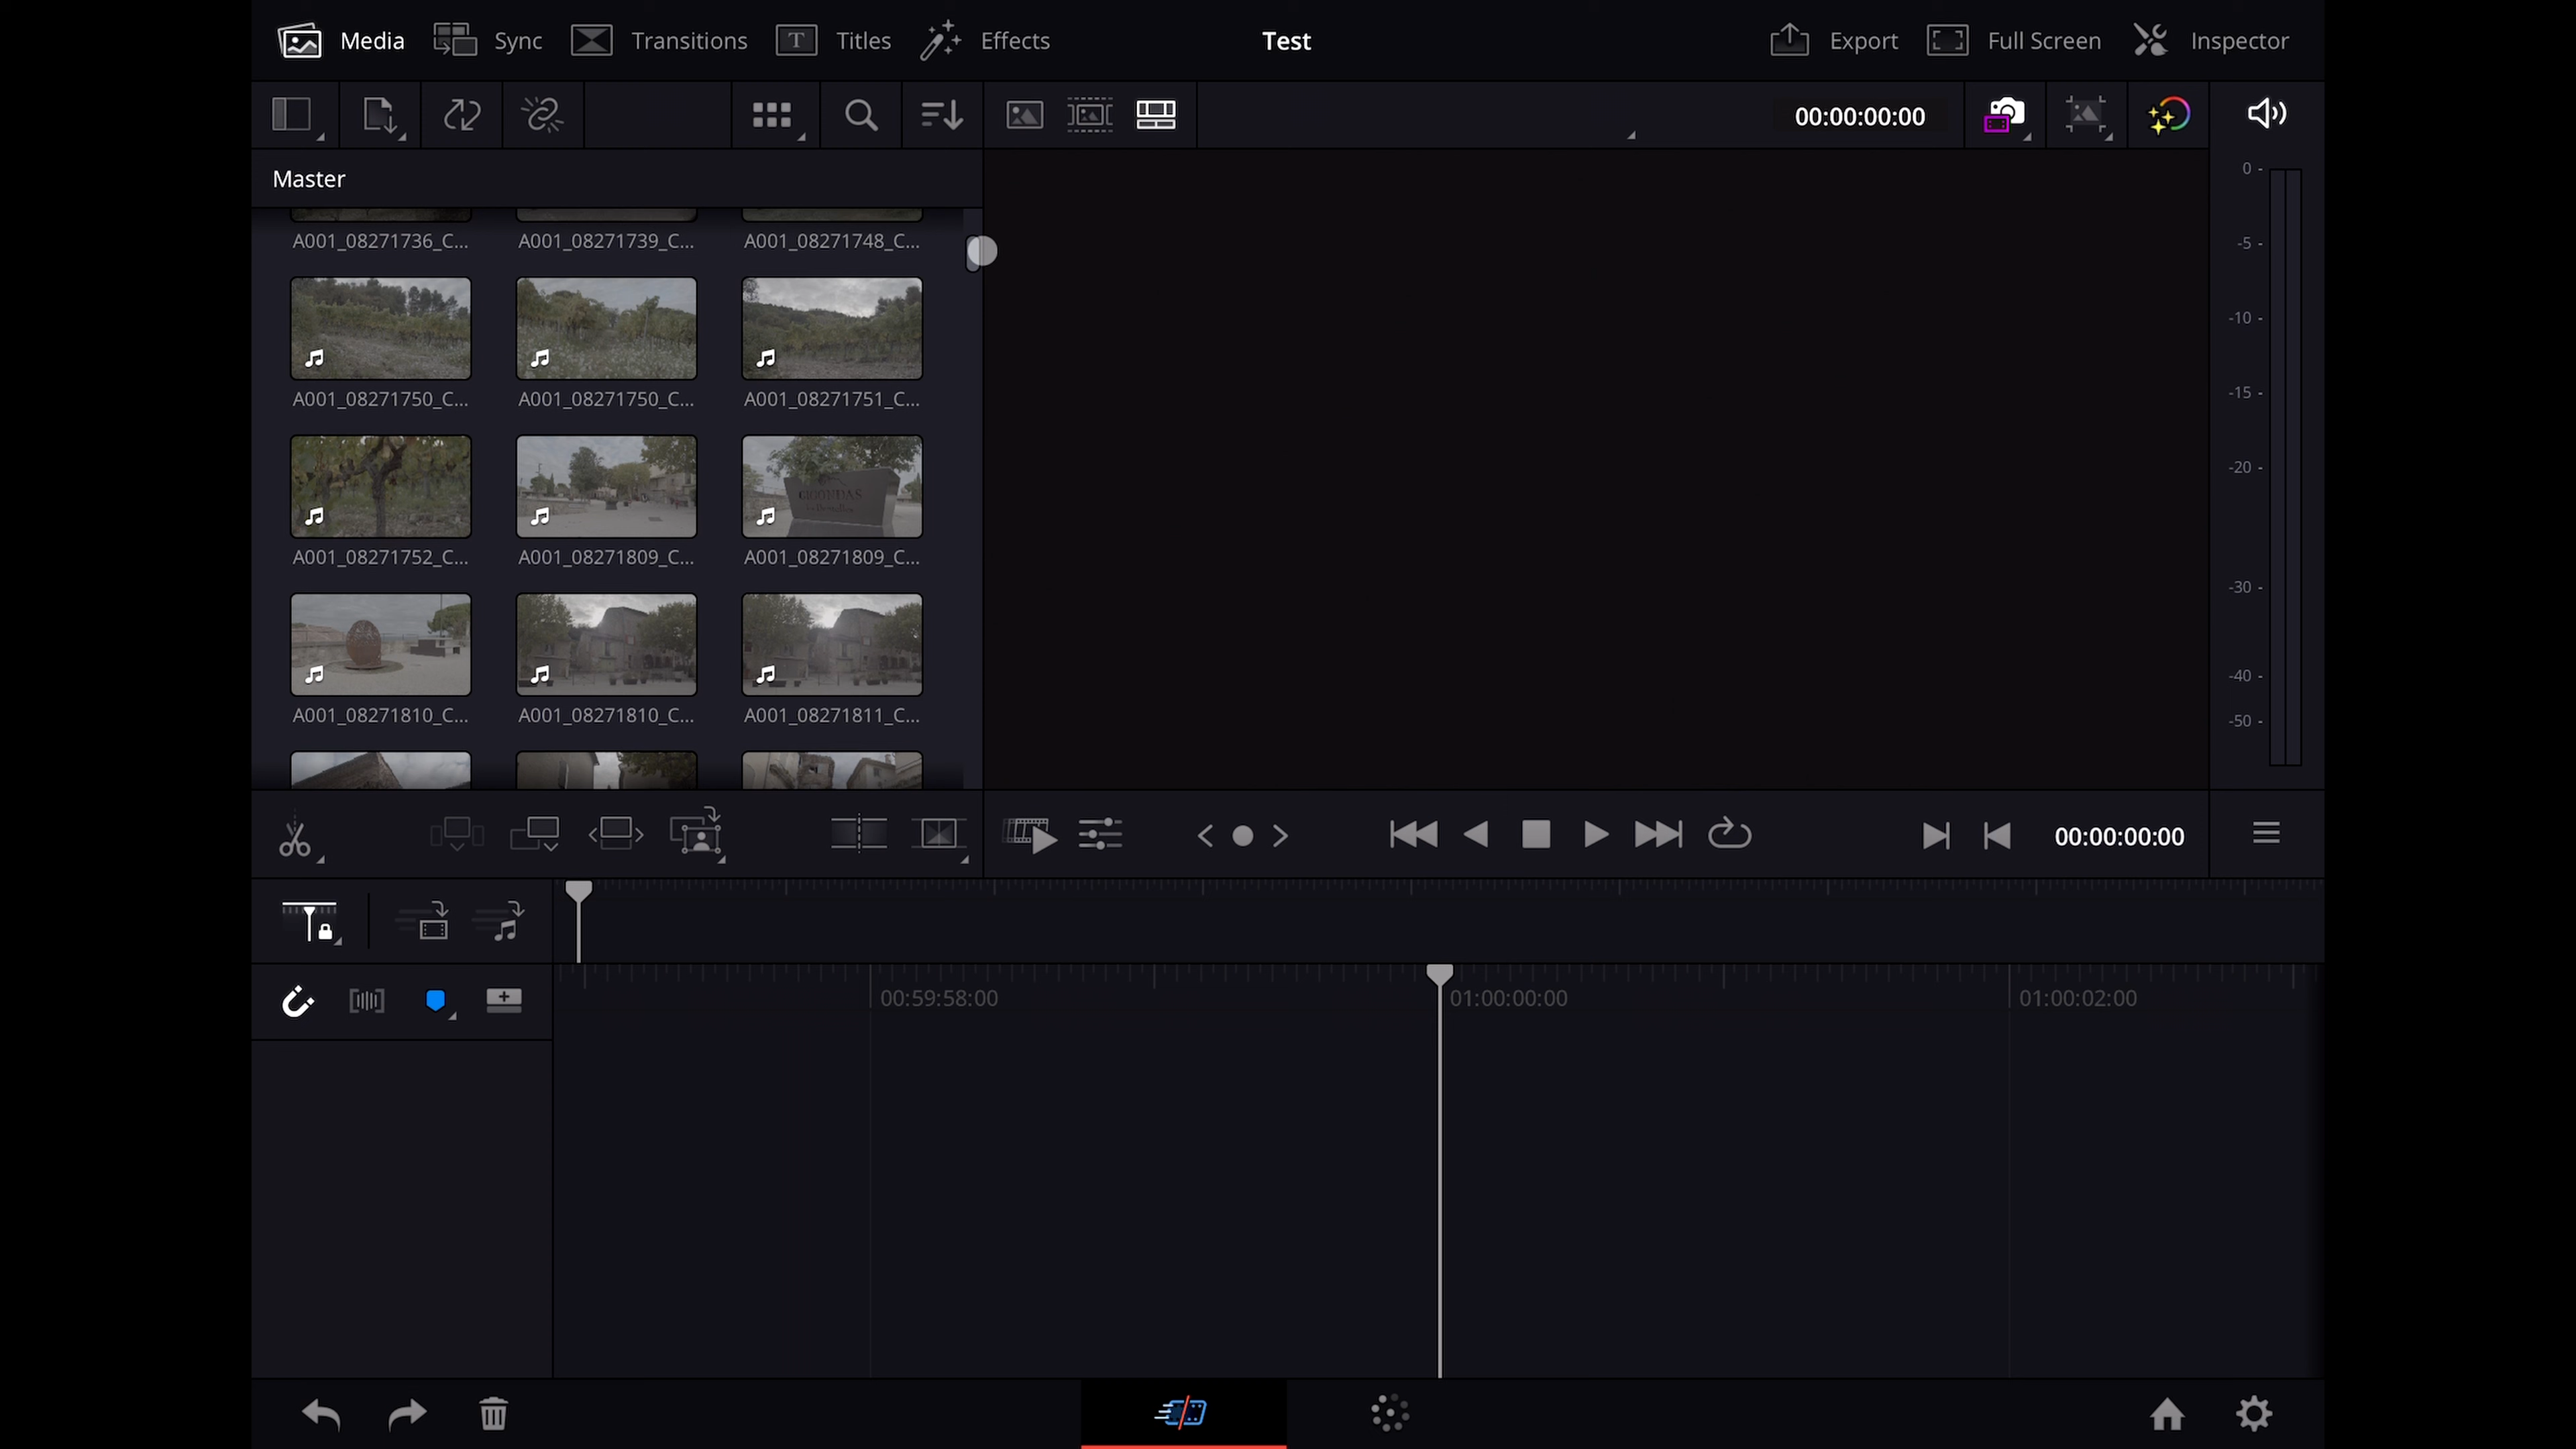 Media Sync Transitions Titles Effects Test Export Full Screen Inspector
00:00:00:00
Master
A001_08271736_C... A001_08271739_C... A001_08271748_C...
A001_08271750_C... A001_08271750_C... A001_08271751_C...
GIGONDAS
A001_08271752_C... A001_08271809_C... A001_08271809_C...
A001_08271810_C... A001_08271810_C... A001_08271811_C...
0 -
-5 -
-10 -
-15 -
-20 -
-30 -
-40 -
-50 -
00:00:00:00
00:59:58:00 01:00:00:00 01:00:02:00